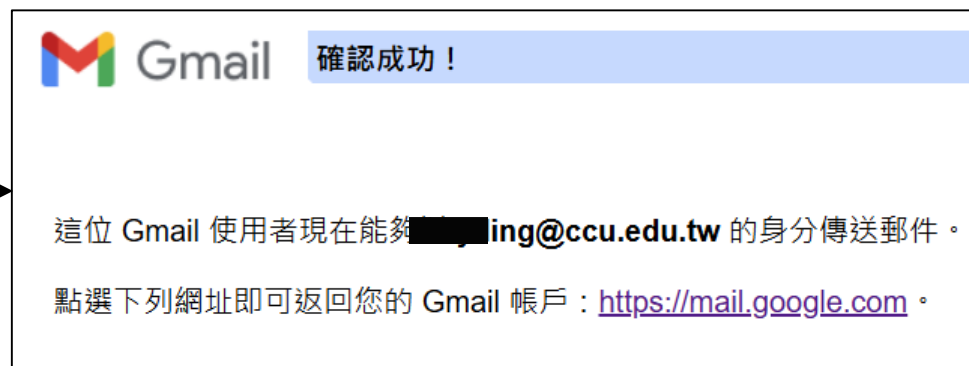 Gmail 確認成功！
這位 Gmail 使用者現在能夠 ing@ccu.edu.tw 的身分傳送郵件。
點選下列網址即可返回您的 Gmail 帳戶：https://mail.google.com。